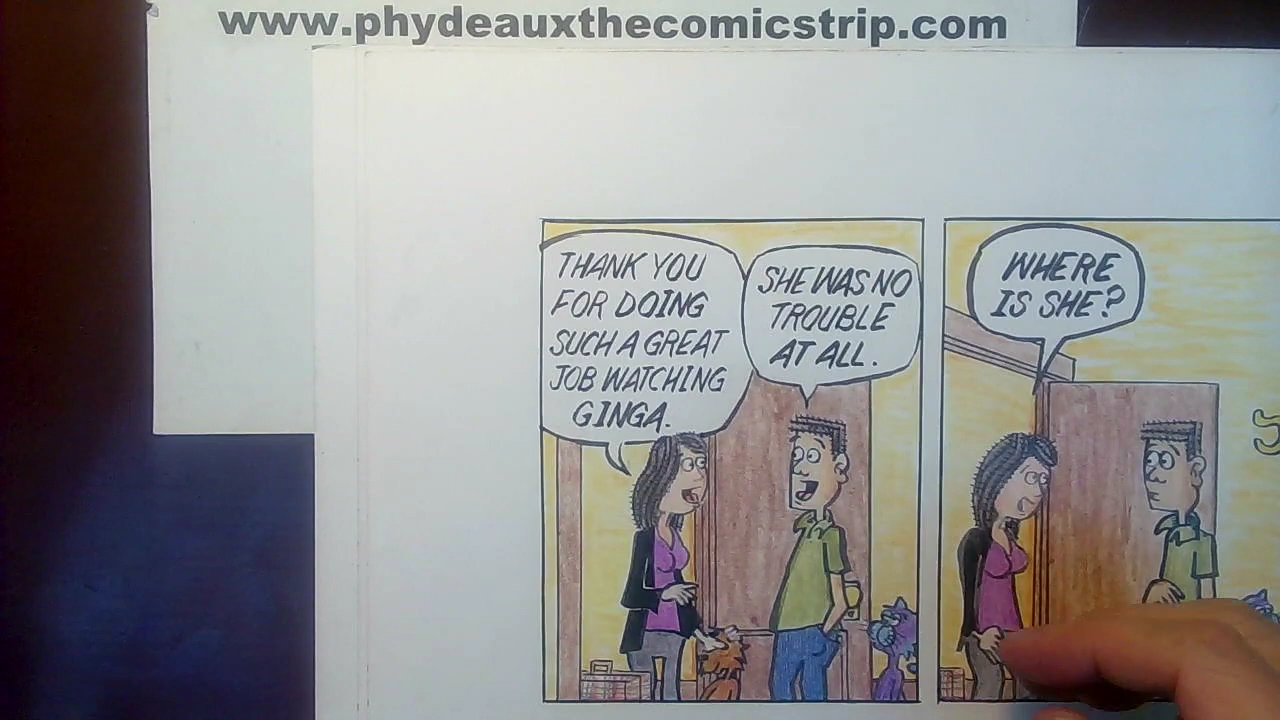 www.phydeauxthecomicstrip.com
THANK YOU
FOR DOING
SUCH A GREAT
JOB WATCHING
GINGA.
SHE WAS NO
TROUBLE
AT ALL.
WHERE
IS SHE?